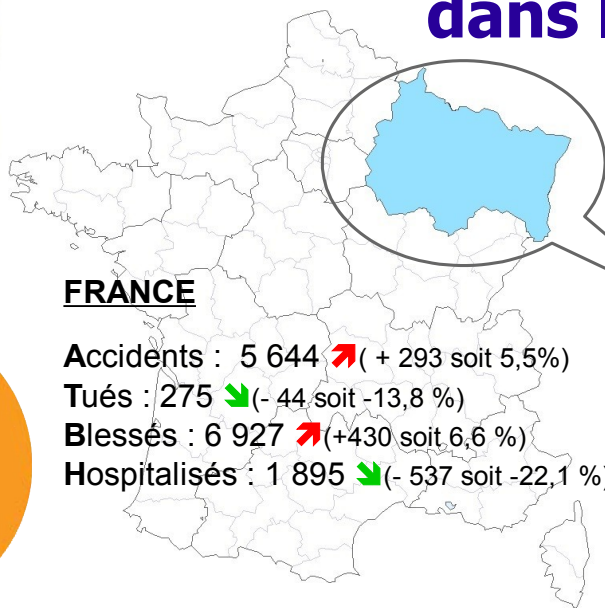 dans l
FRANCE
Accidents : 5 644 ( + 293 soit 5,5%)
Tués : 275 (- 44 soit -13,8 %)
Blessés : 6 927 (+430 soit 6,6 %)
Hospitalisés : 1 895 (- 537 soit -22,1 %)